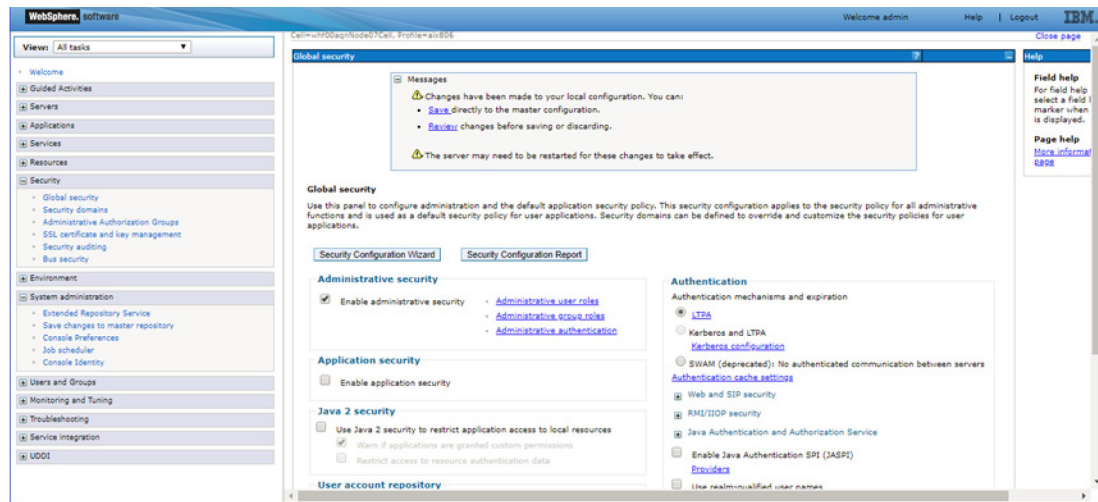 WebSphere. software
Welcome admin
Help | Logout
IBM.
View: All tasks
Welcome
Guided Activities
Servers
Applications
Services
Resources
Security
Global security
Security domains
Administrative Authorization Groups
SSL certificate and key management
Security auditing
Bus security
Environment
System administration
Extended Repository Service
Save changes to master repository
Console Preferences
Job scheduler
Console Identity
Users and Groups
Monitoring and Tuning
Troubleshooting
Service integration
UDDI
Profile=aix806
Close page
Global security
? 
Messages
Changes have been made to your local configuration. You can:
Save directly to the master configuration.
Review changes before saving or discarding.
The server may need to be restarted for these changes to take effect.
Global security
Use this panel to configure administration and the default application security policy. This security configuration applies to the security policy for all administrative
functions and is used as a default security policy for user applications. Security domains can be defined to override and customize the security policies for user
applications.
Security Configuration Wizard
Security Configuration Report
Administrative security
Enable administrative security
Administrative user roles
Administrative group roles
Administrative authentication
Application security
Enable application security
Java 2 security
Use Java 2 security to restrict application access to local resources
Warn if applications are granted custom permissions
Restrict access to resource authentication data
User account repository
Authentication
Authentication mechanisms and expiration
LTPA
Kerberos and LTPA
Kerberos configuration
SWAM (deprecated): No authenticated communication between servers
Authentication cache settings
Web and SIP security
RMI/IIOP security
Java Authentication and Authorization Service
Enable Java Authentication SPI (JASPI)
Providers
Use realm-qualified user names
Help
Field help
For field help
select a field l
marker when
is displayed.
Page help
More informat
page